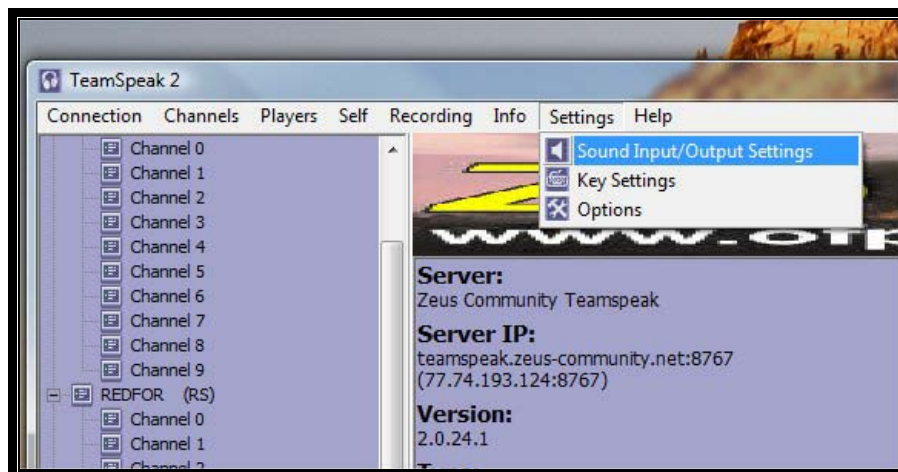 TeamSpeak 2
Connection Channels Players Self Recording Info Settings Help
Sound Input/Output Settings
Key Settings
Options
Channel 0
Channel 1
Channel 2
Channel 3
Channel 4
Channel 5
Channel 6
Channel 7
Channel 8
Channel 9
REDFOR (RS)
Channel 0
Channel 1
Channel 2
Server:
Zeus Community Teamspeak
Server IP:
teamspeak.zeus-community.net:8767
(77.74.193.124:8767)
Version:
2.0.24.1